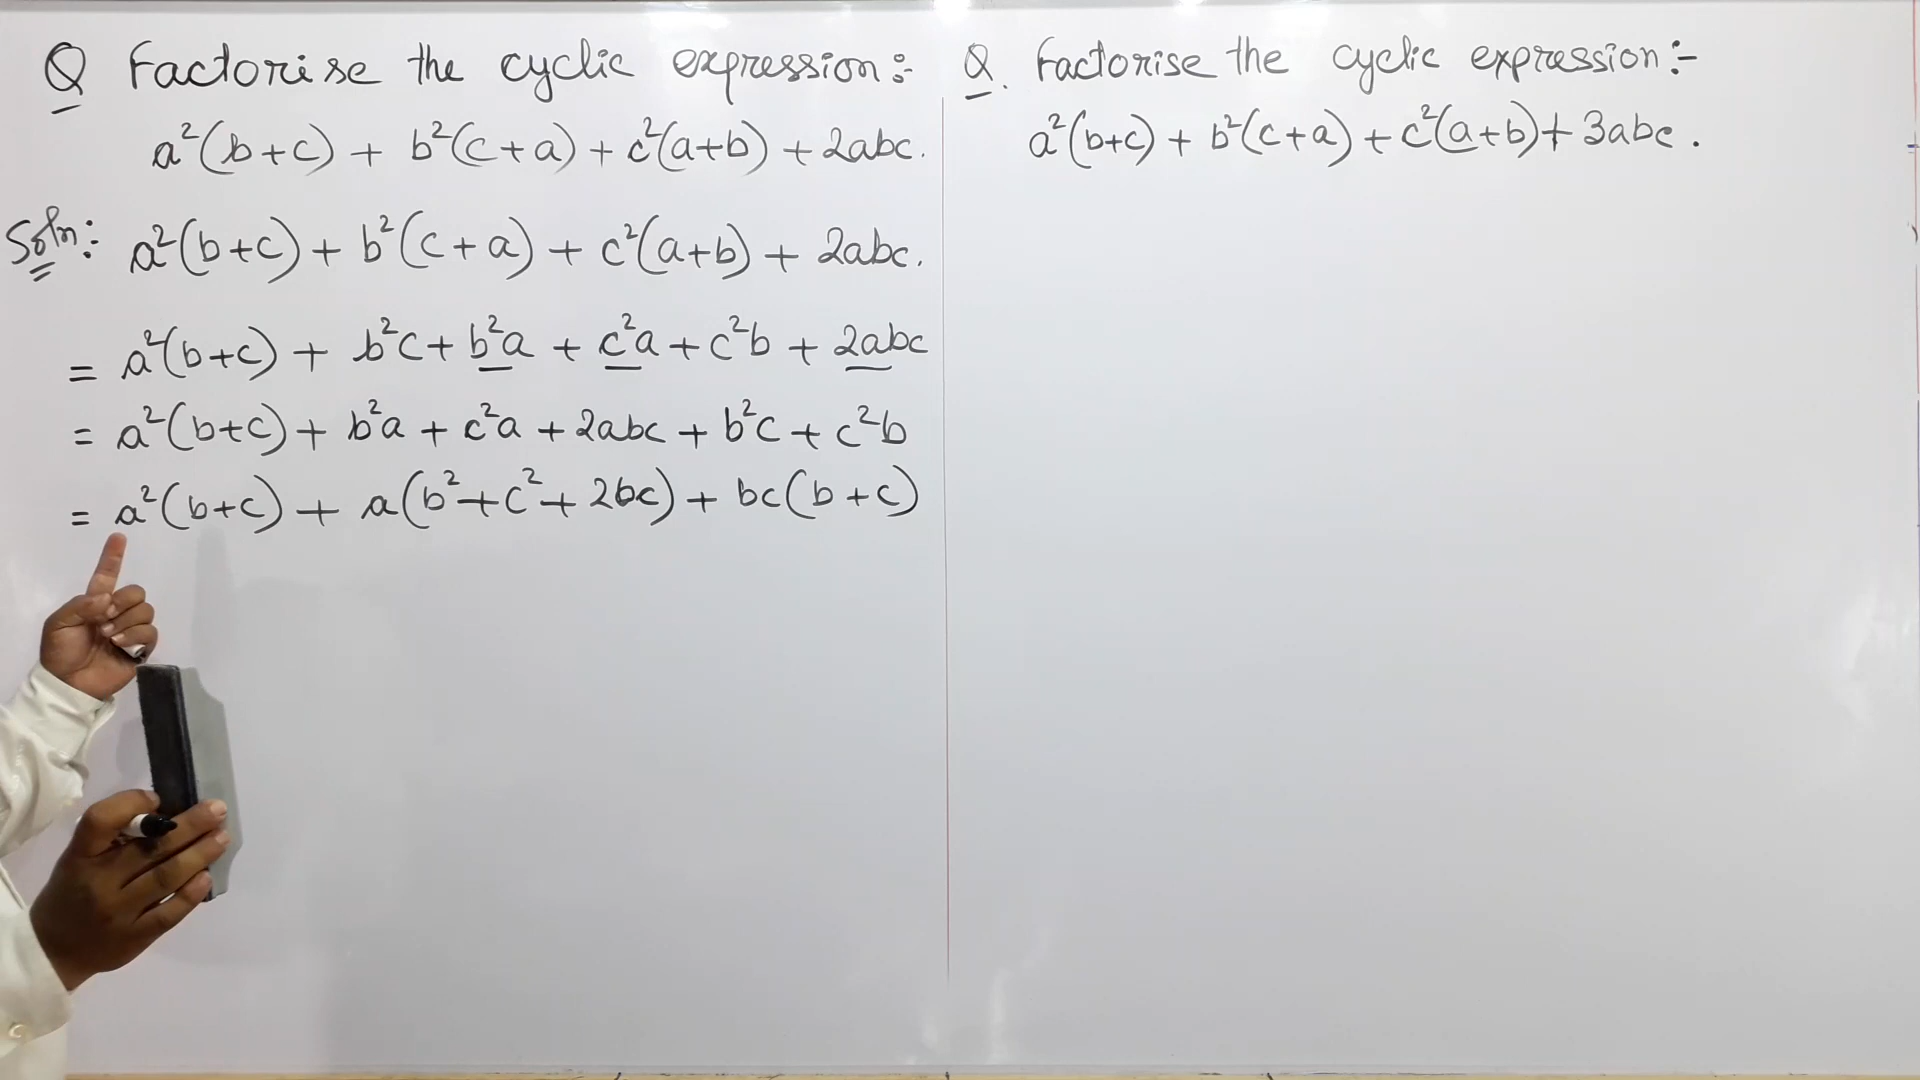 Q Factorise the cyclic expression:-
a²(b+c) + b²(c+a) + c²(a+b) + 2abc.
Soln: a²(b+c) + b²(c+a) + c²(a+b) + 2abc.
= a²(b+c) + b²c + b²a + c²a + c²b + 2abc
= a²(b+c) + b²a + c²a + 2abc + b²c + c²b
= a²(b+c) + a(b²+c²+2bc) + bc(b+c)
Q. Factorise the cyclic expression:-
a²(b+c) + b²(c+a) + c²(a+b) + 3abc.